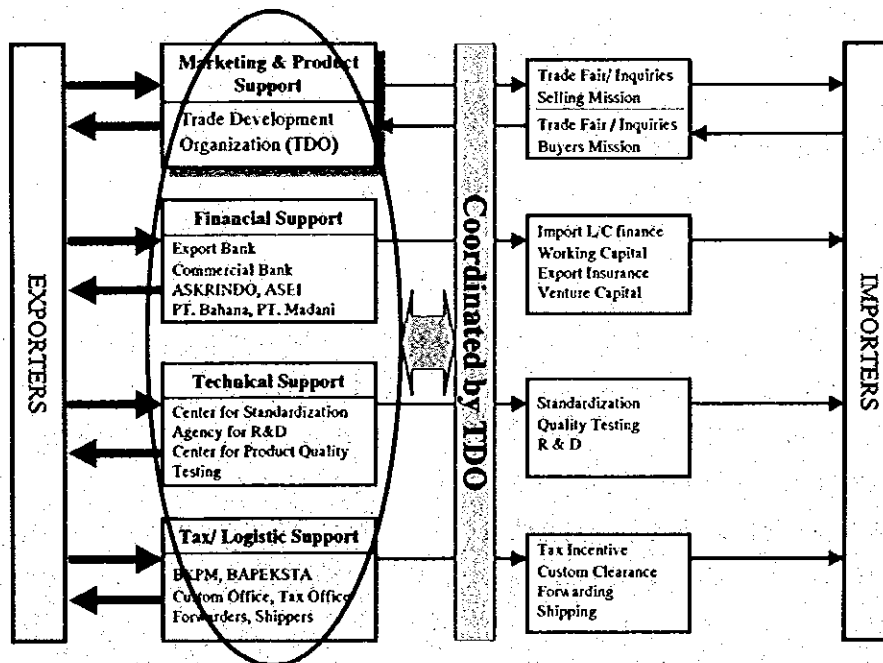 EXPORTERS
Marketing & Product
Support
Trade Development
Organization (TDO)
Financial Support
Export Bank
Commercial Bank
ASKRINDO, ASEI
PT. Bahana, PT. Madani
Technical Support
Center for Standardization
Agency for R&D
Center for Product Quality
Testing
Tax/ Logistic Support
BKPM, BAPEKSTA
Custom Office, Tax Office
Forwarders, Shippers
Coordinated by TDO
Trade Fair/ Inquiries
Selling Mission
Trade Fair / Inquiries
Buyers Mission
Import L/C finance
Working Capital
Export Insurance
Venture Capital
Standardization
Quality Testing
R & D
Tax Incentive
Custom Clearance
Forwarding
Shipping
IMPORTERS